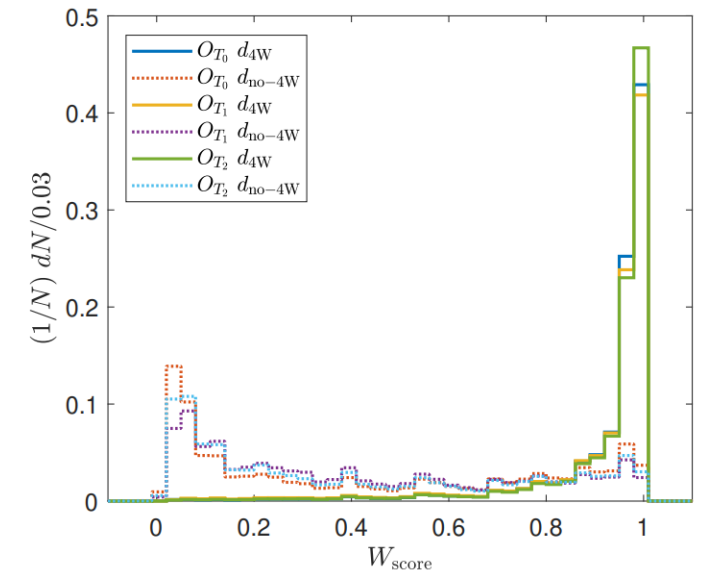 0.5
0.4
0.3
0.2
0.1
0
0 0.2 0.4 0.6 0.8 1
(1/N) dN/0.03
W_score
O_{T_0} d_{4W}
O_{T_0} d_{no−4W}
O_{T_1} d_{4W}
O_{T_1} d_{no−4W}
O_{T_2} d_{4W}
O_{T_2} d_{no−4W}